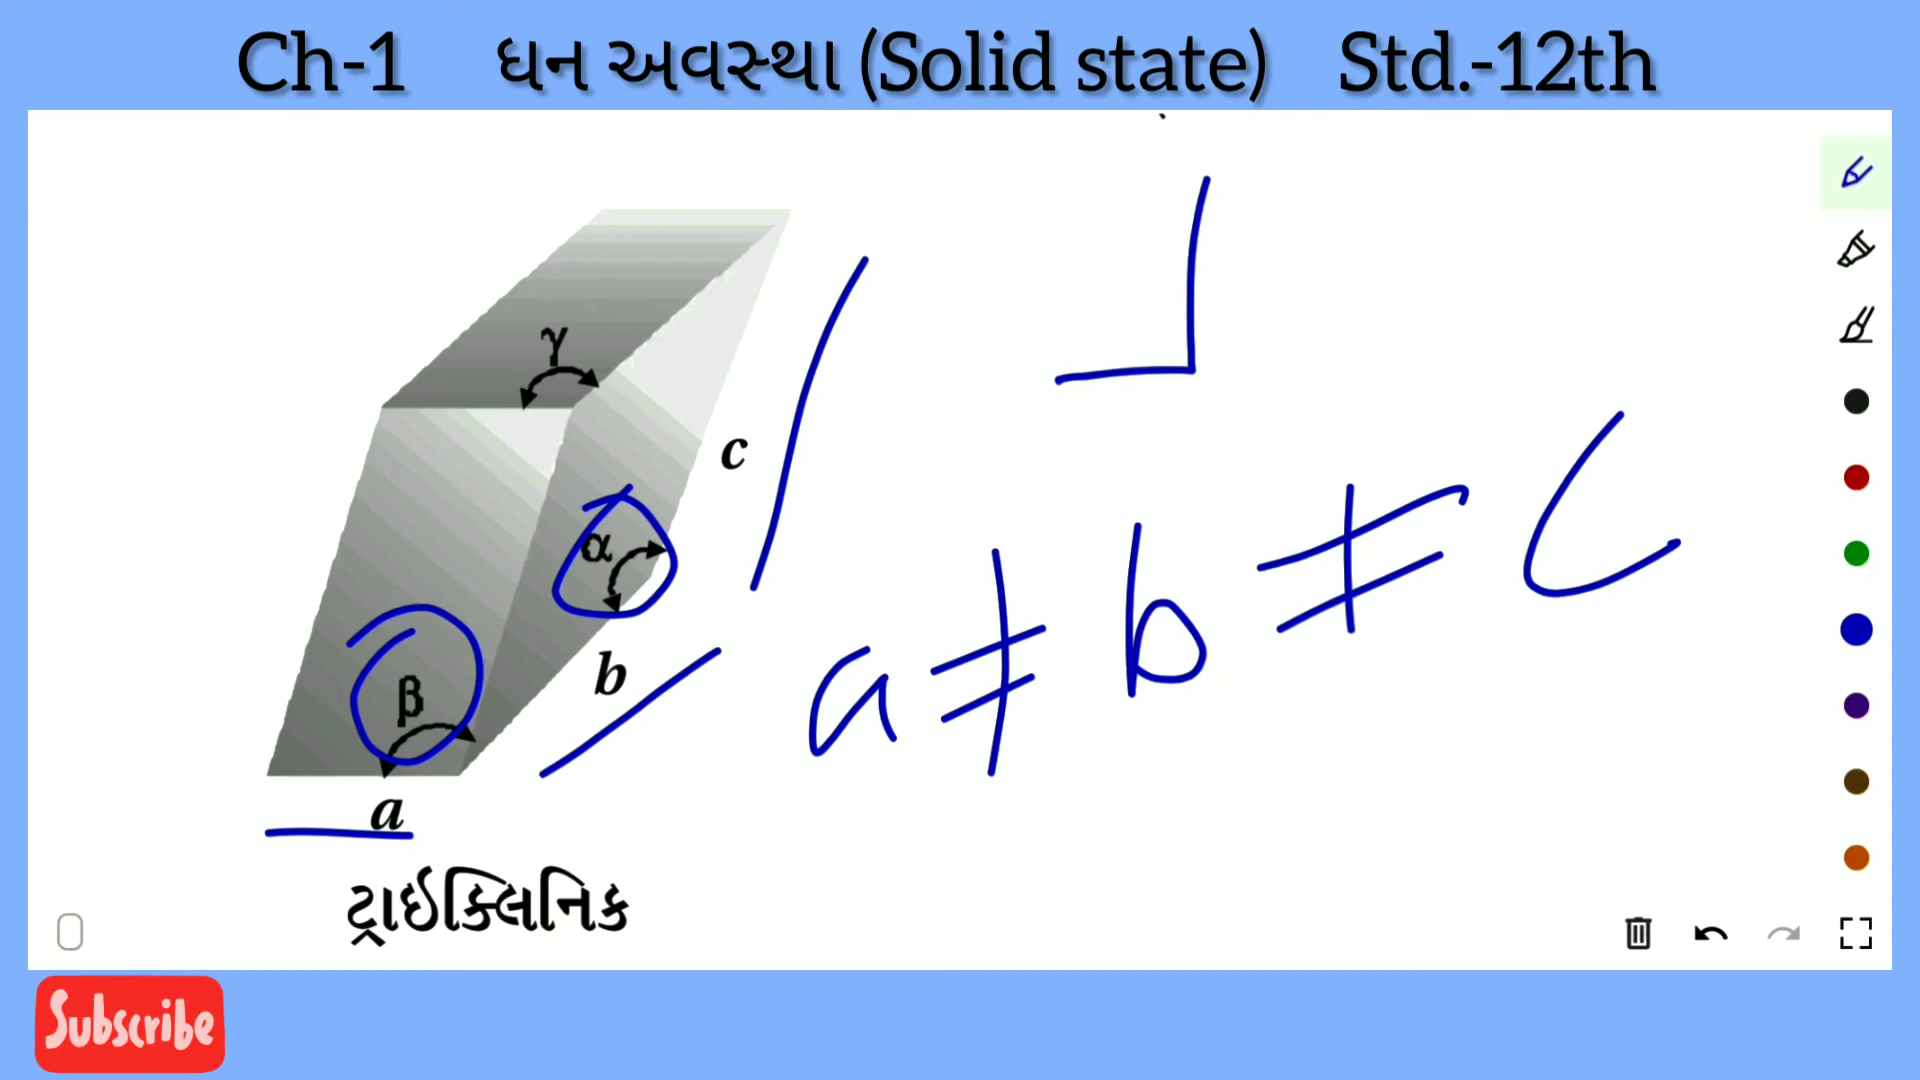 Ch-1 ઘન અવસ્થા (Solid state) Std.-12th
γ
c
α
b
β
a
a ≠ b ≠ c
ટ્રાઈક્લિનિક
Subscribe